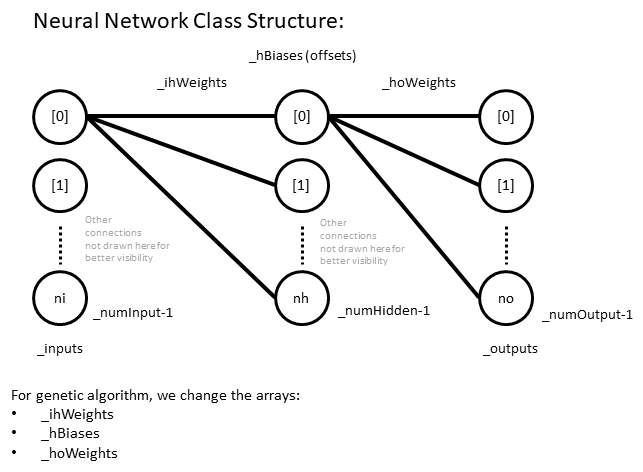 Neural Network Class Structure:
_hBiases (offsets)
_ihWeights
_hoWeights
[0]
[0]
[0]
[1]
[1]
[1]
Other
connections
not drawn here for
better visibility
Other
connections
not drawn here for
better visibility
ni
_numInput-1
nh
_numHidden-1
no
_numOutput-1
_inputs
_outputs
For genetic algorithm, we change the arrays:
• _ihWeights
• _hBiases
• _hoWeights